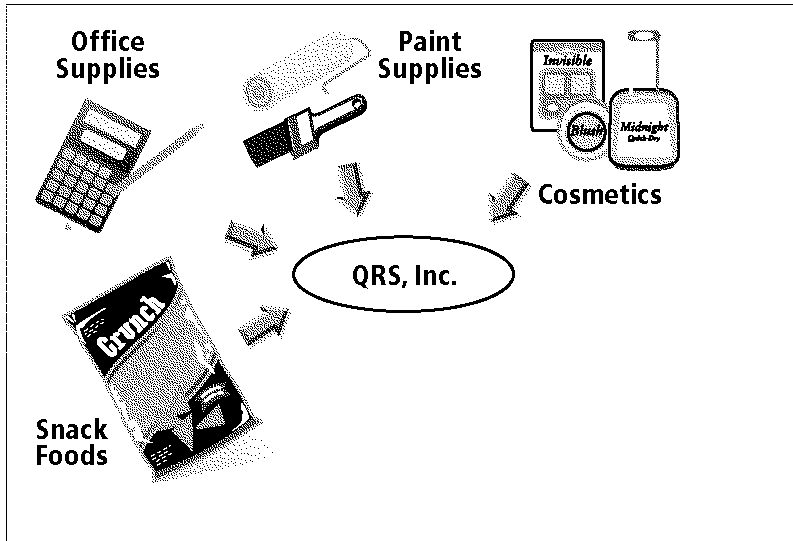 Office
Supplies
Paint
Supplies
Invisible
Blush
Midnight
Quick-Dry
Cosmetics
QRS, Inc.
Crunch
Snack
Foods